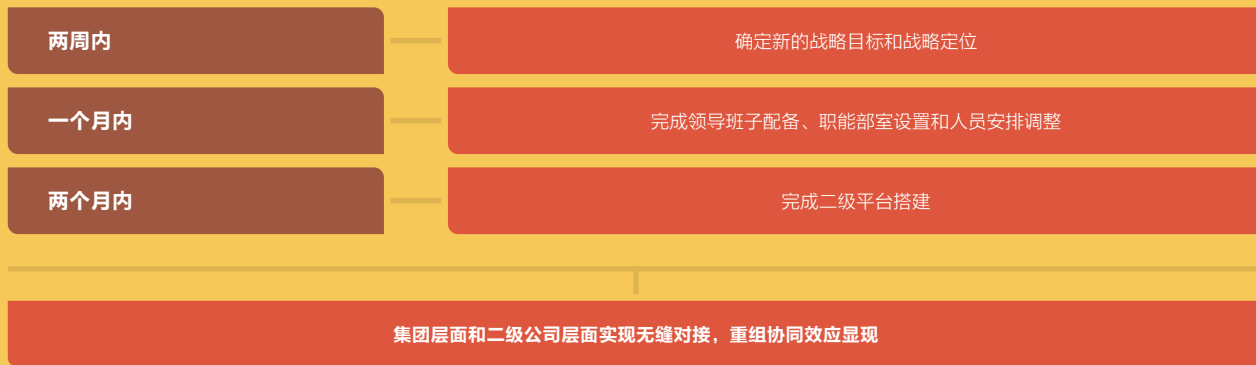 两周内
确定新的战略目标和战略定位
一个月内
完成领导班子配备、职能部室设置和人员安排调整
两个月内
完成二级平台搭建
集团层面和二级公司层面实现无缝对接，重组协同效应显现